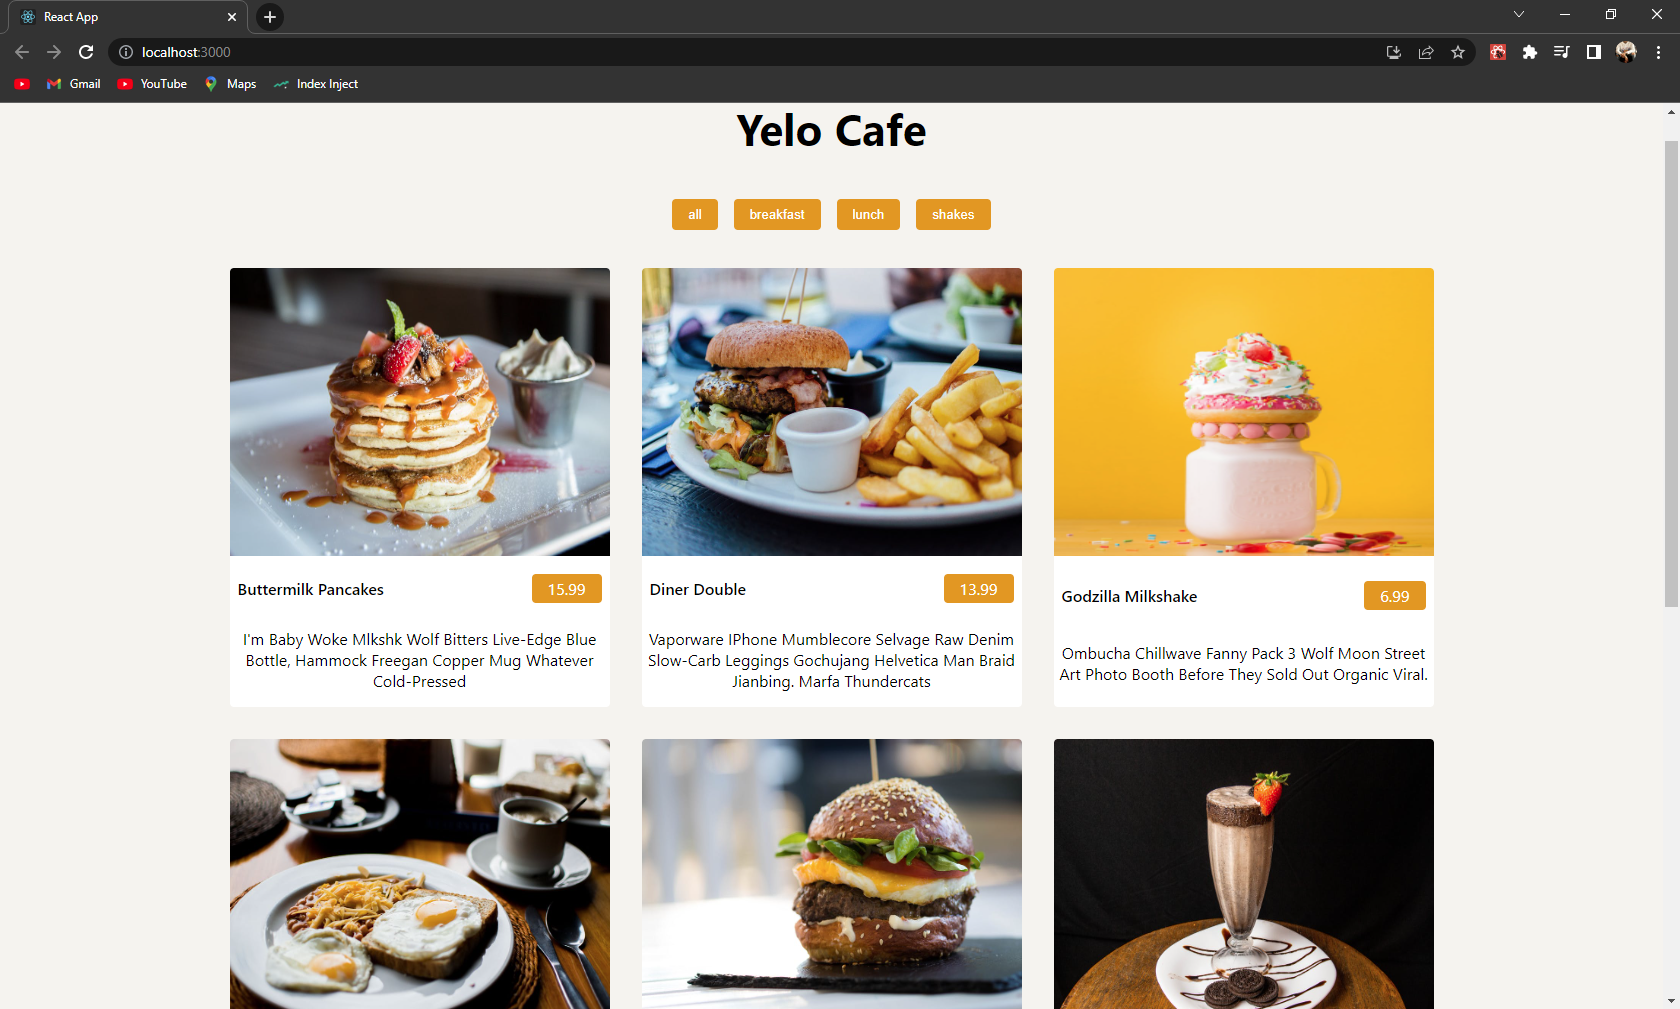 React App
localhost:3000
Gmail
YouTube
Maps
Index Inject
Yelo Cafe
all
breakfast
lunch
shakes
Buttermilk Pancakes
15.99
I'm Baby Woke Mlkshk Wolf Bitters Live-Edge Blue
Bottle, Hammock Freegan Copper Mug Whatever
Cold-Pressed
Diner Double
13.99
Vaporware IPhone Mumblecore Selvage Raw Denim
Slow-Carb Leggings Gochujang Helvetica Man Braid
Jianbing. Marfa Thundercats
Godzilla Milkshake
6.99
Ombucha Chillwave Fanny Pack 3 Wolf Moon Street
Art Photo Booth Before They Sold Out Organic Viral.